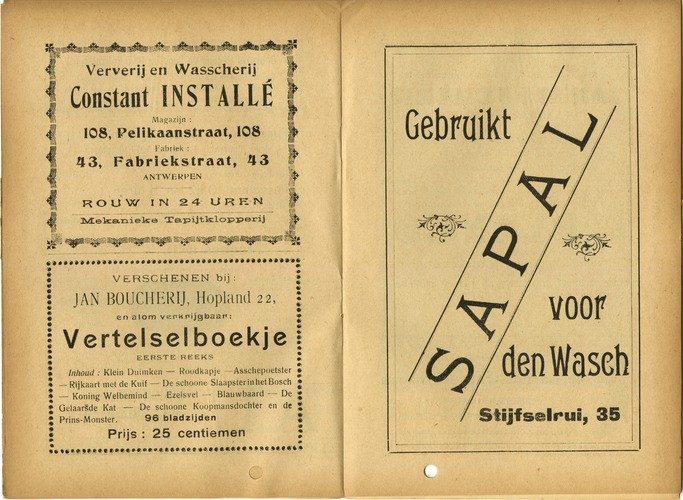 Ververij en Wasscherij
Constant INSTALLÉ
Magazijn :
108, Pelikaanstraat, 108
Fabriek :
43, Fabriekstraat, 43
ANTWERPEN
ROUW IN 24 UREN
Mekanieke Tapijtklopperij
VERSCHENEN bij:
JAN BOUCHERIJ, Hopland 22,
en alom verkrijgbaar:
Vertelselboekje
EERSTE REEKS
Inhoud : Klein Duimken — Roodkapje — Asschepoetster
— Rijkaart met de Kuif — De schoone Slaapster in het Bosch
— Koning Welbemind — Ezelsvel — Blauwbaard — De
Gelaarsde Kat — De schoone Koopmansdochter en de
Prins-Monster. 96 bladzijden
Prijs : 25 centiemen
Gebruikt
SAPAL
voor
den Wasch
Stijfselrui, 35